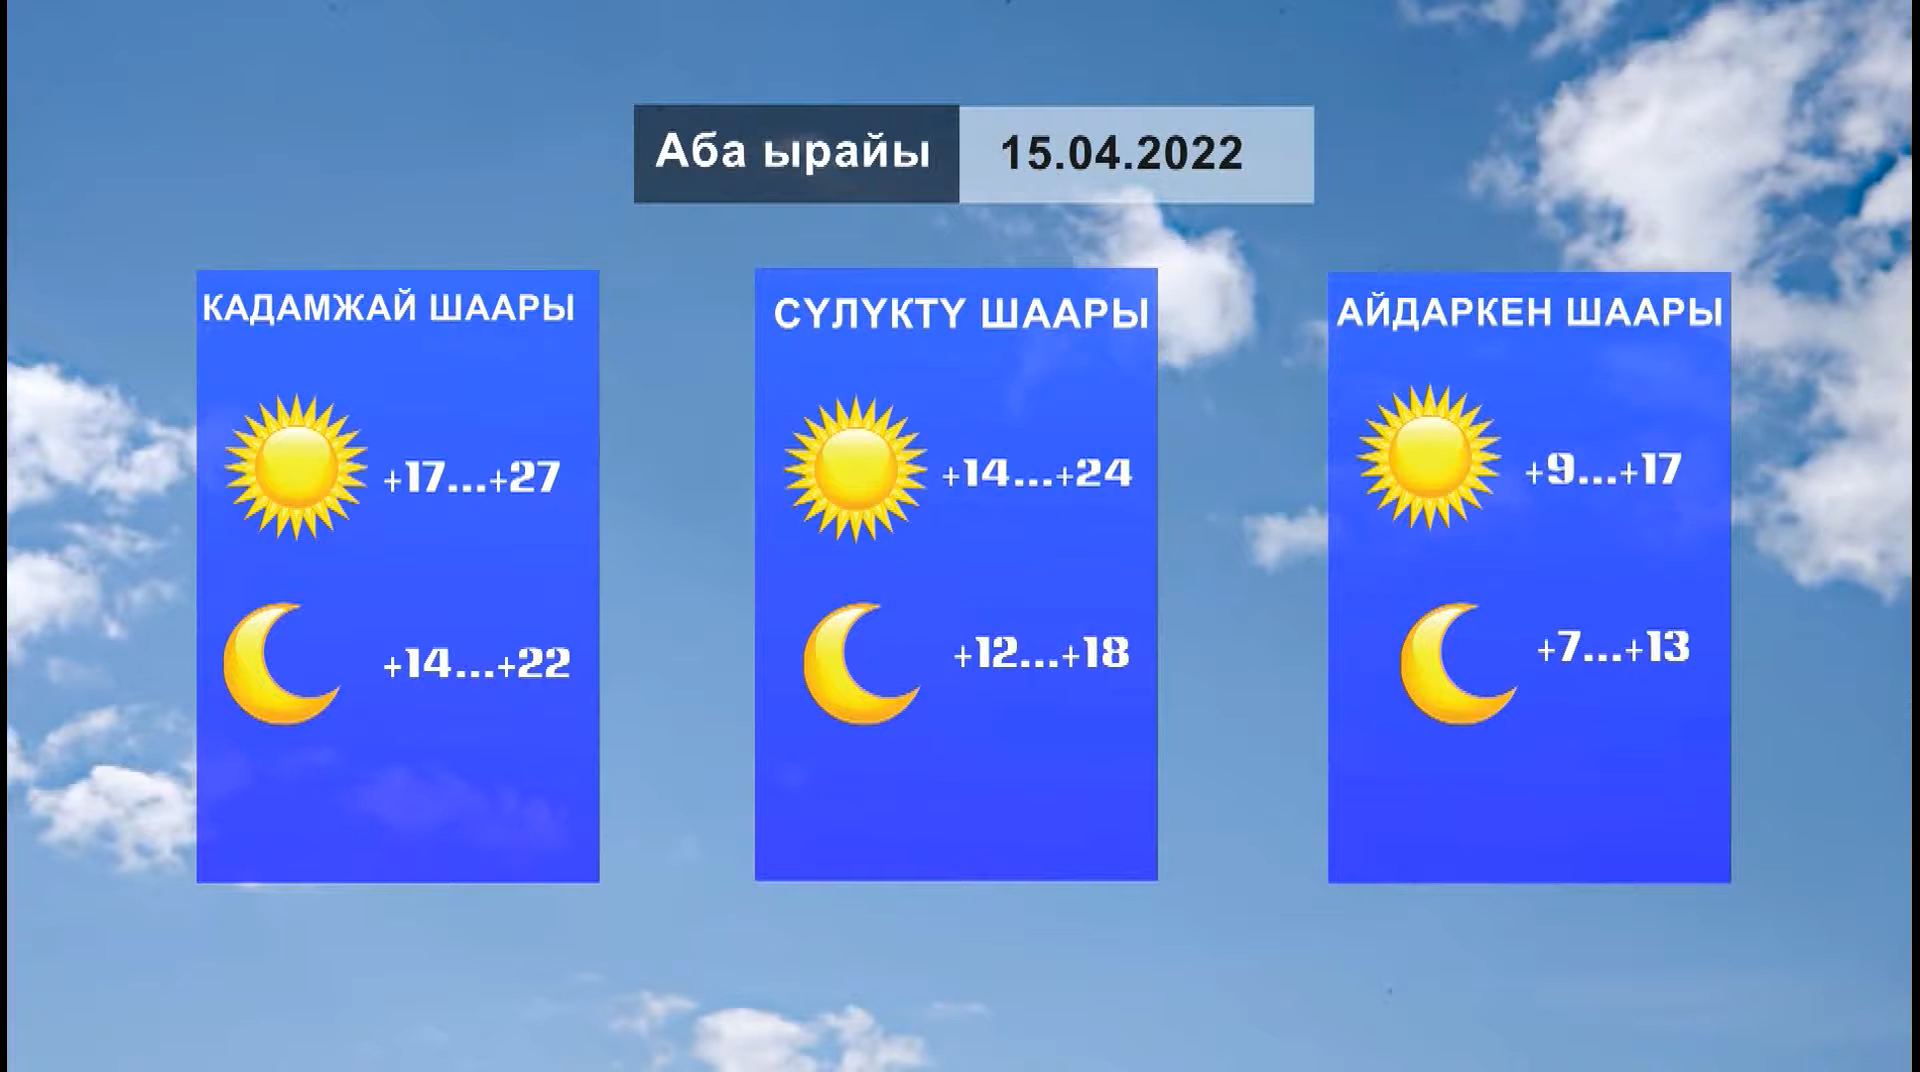 Аба ырайы 15.04.2022
КАДАМЖАЙ ШААРЫ
+17...+27
+14...+22
СҮЛҮКТҮ ШААРЫ
+14...+24
+12...+18
АЙДАРКЕН ШААРЫ
+9...+17
+7...+13